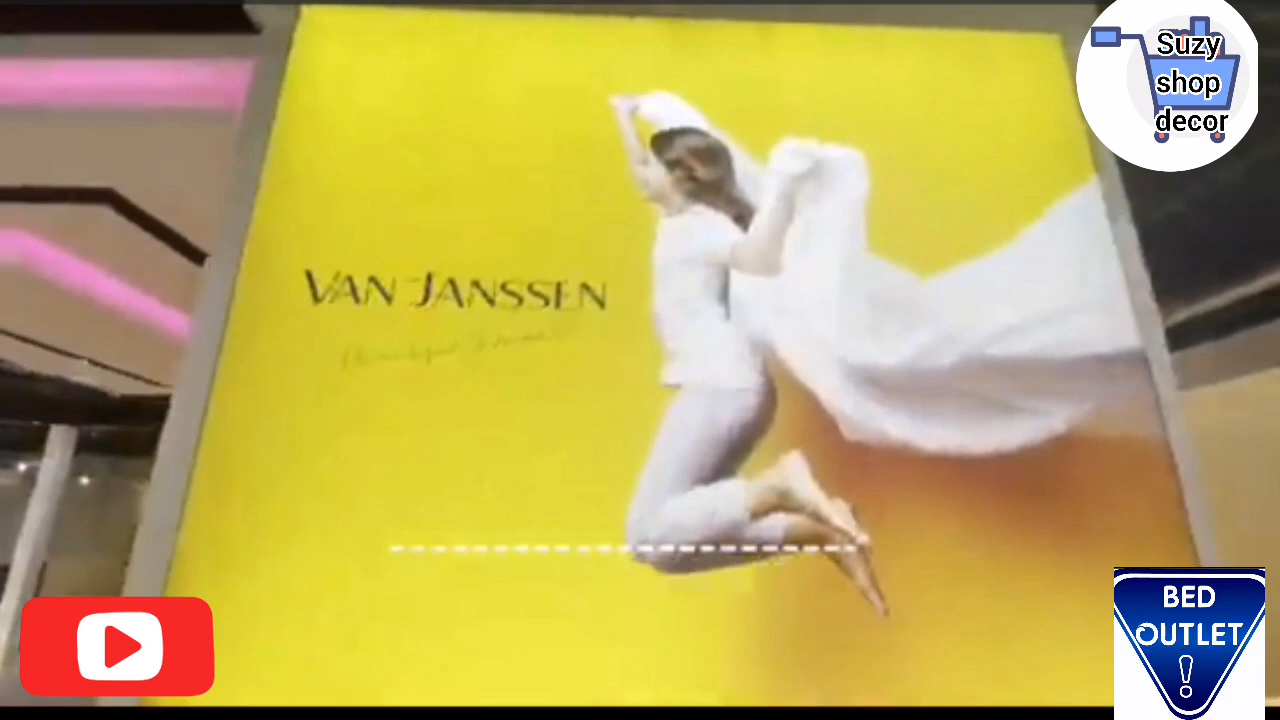 Suzy
shop
decor
VAN JANSSEN
BED
OUTLET
!